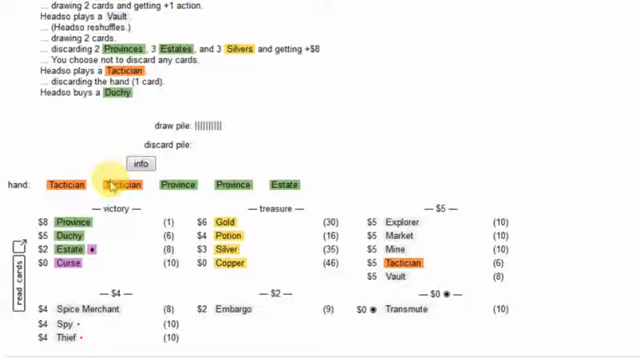 ... drawing 2 cards and getting +1 action.
Headso plays a Vault.
... (Headso reshuffles.)
... drawing 2 cards.
... discarding 2 Provinces, 3 Estates, and 3 Silvers and getting +$8
... You choose not to discard any cards.
Headso plays a Tactician.
... discarding the hand (1 card).
Headso buys a Duchy
draw pile: ||||||||||
discard pile:
info
hand: Tactician Tactician Province Province Estate
— victory — — treasure — — $5 —
$8 Province (1) $6 Gold (30) $5 Explorer (10)
$5 Duchy (6) $4 Potion (16) $5 Market (10)
$2 Estate (8) $3 Silver (35) $5 Mine (10)
$0 Curse (10) $0 Copper (46) $5 Tactician (6)
$5 Vault (8)
read cards
— $4 — — $2 — — $0 ◉ —
$4 Spice Merchant (8) $2 Embargo (9) $0 ◉ Transmute (10)
$4 Spy (10)
$4 Thief (10)